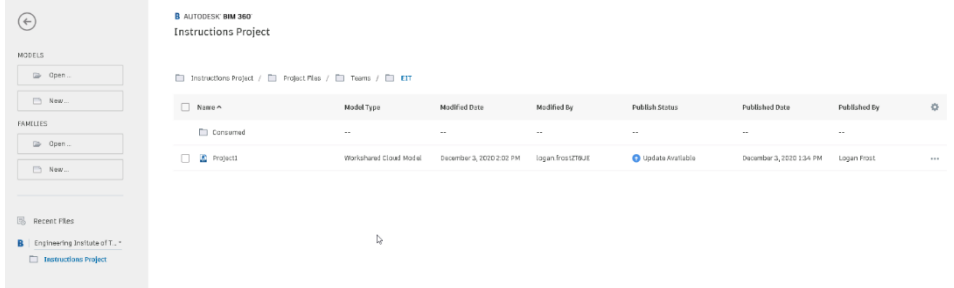 AUTODESK® BIM 360®
Instructions Project
MODELS
Open ...
New ...
FAMILIES
Open ...
New ...
Recent Files
Engineering Insitute of T...
Instructions Project
Instructions Project / Project Files / Teams / EIT
Name Model Type Modified Date Modified By Publish Status Published Date Published By
Consumed -- -- -- -- -- --
Project1 Workshared Cloud Model December 3, 2020 2:02 PM Update Available December 3, 2020 1:34 PM Logan Frost ...